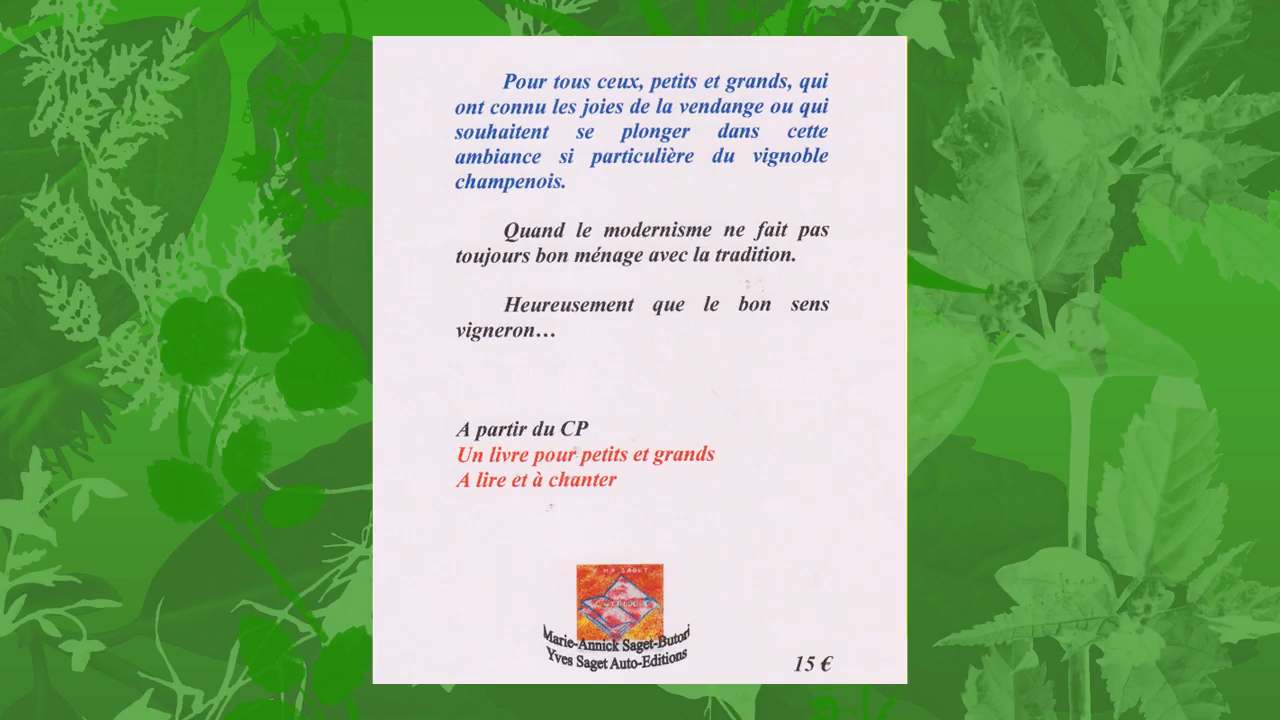 Pour tous ceux, petits et grands, qui
ont connu les joies de la vendange ou qui
souhaitent se plonger dans cette
ambiance si particulière du vignoble
champenois.
Quand le modernisme ne fait pas
toujours bon ménage avec la tradition.
Heureusement que le bon sens
vigneron…
A partir du CP
Un livre pour petits et grands
A lire et à chanter
Marie-Annick Saget-Butori
Yves Saget Auto-Editions
15 €